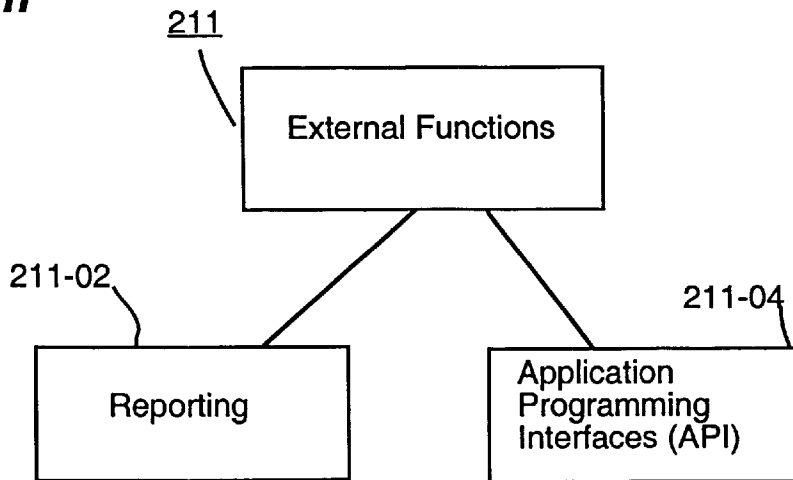 211
External Functions
211-02
211-04
Reporting
Application
Programming
Interfaces (API)